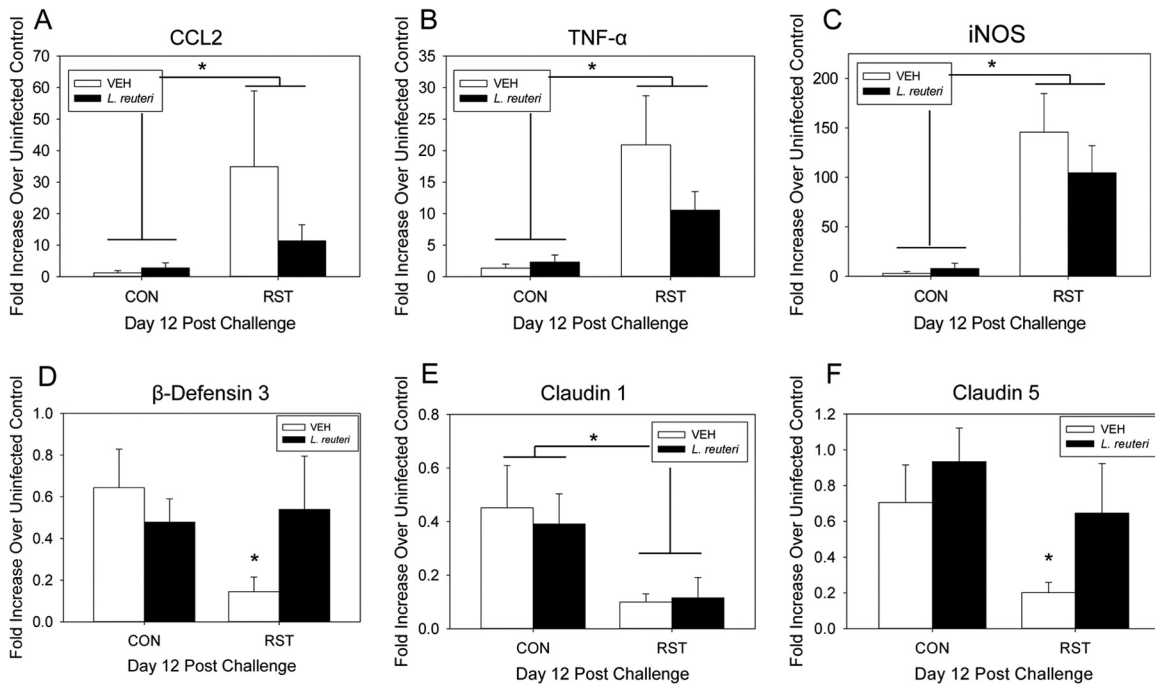 A
CCL2
Fold Increase Over Uninfected Control
70
60
50
40
30
20
10
0
VEH
L. reuteri
*
CON
RST
Day 12 Post Challenge
B
TNF-α
Fold Increase Over Uninfected Control
35
30
25
20
15
10
5
0
VEH
L. reuteri
*
CON
RST
Day 12 Post Challenge
C
iNOS
Fold Increase Over Uninfected Control
200
150
100
50
0
VEH
L. reuteri
*
CON
RST
Day 12 Post Challenge
D
β-Defensin 3
Fold Increase Over Uninfected Control
1.0
0.8
0.6
0.4
0.2
0.0
VEH
L. reuteri
*
CON
RST
Day 12 Post Challenge
E
Claudin 1
Fold Increase Over Uninfected Control
0.8
0.6
0.4
0.2
0.0
*
VEH
L. reuteri
CON
RST
Day 12 Post Challenge
F
Claudin 5
Fold Increase Over Uninfected Control
1.2
1.0
0.8
0.6
0.4
0.2
0.0
VEH
L. reuteri
*
CON
RST
Day 12 Post Challenge